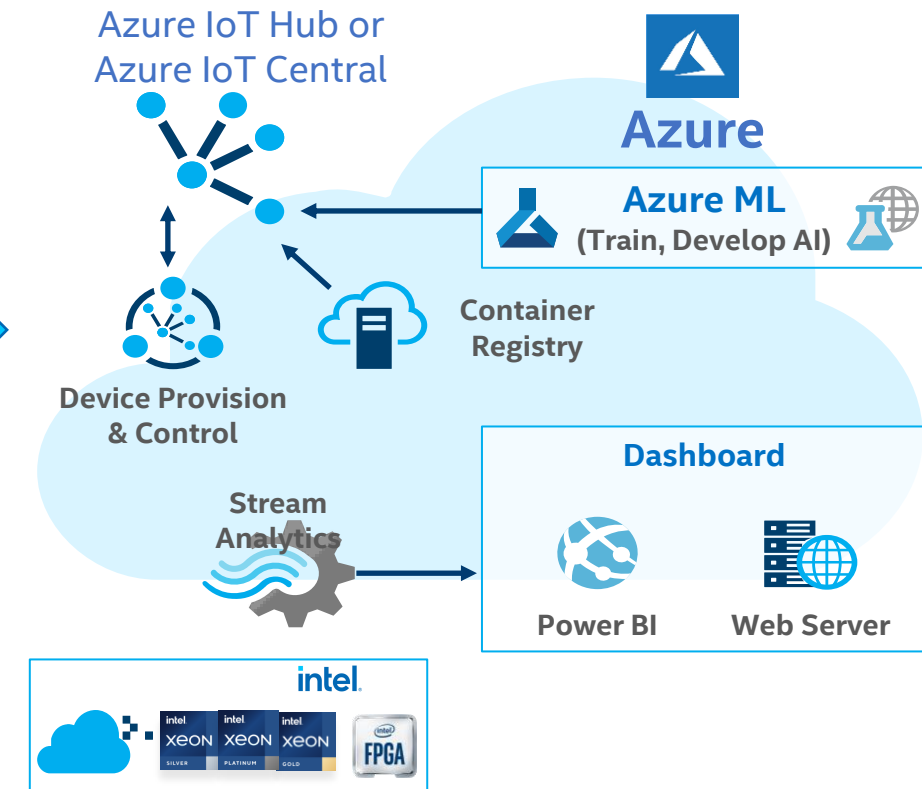 Azure IoT Hub or
Azure IoT Central
Azure
Azure ML
(Train, Develop AI)
Container
Registry
Device Provision
& Control
Dashboard
Stream
Analytics
Power BI
Web Server
intel.
intel
XEON
SILVER
intel
XEON
PLATINUM
intel
XEON
GOLD
intel
FPGA